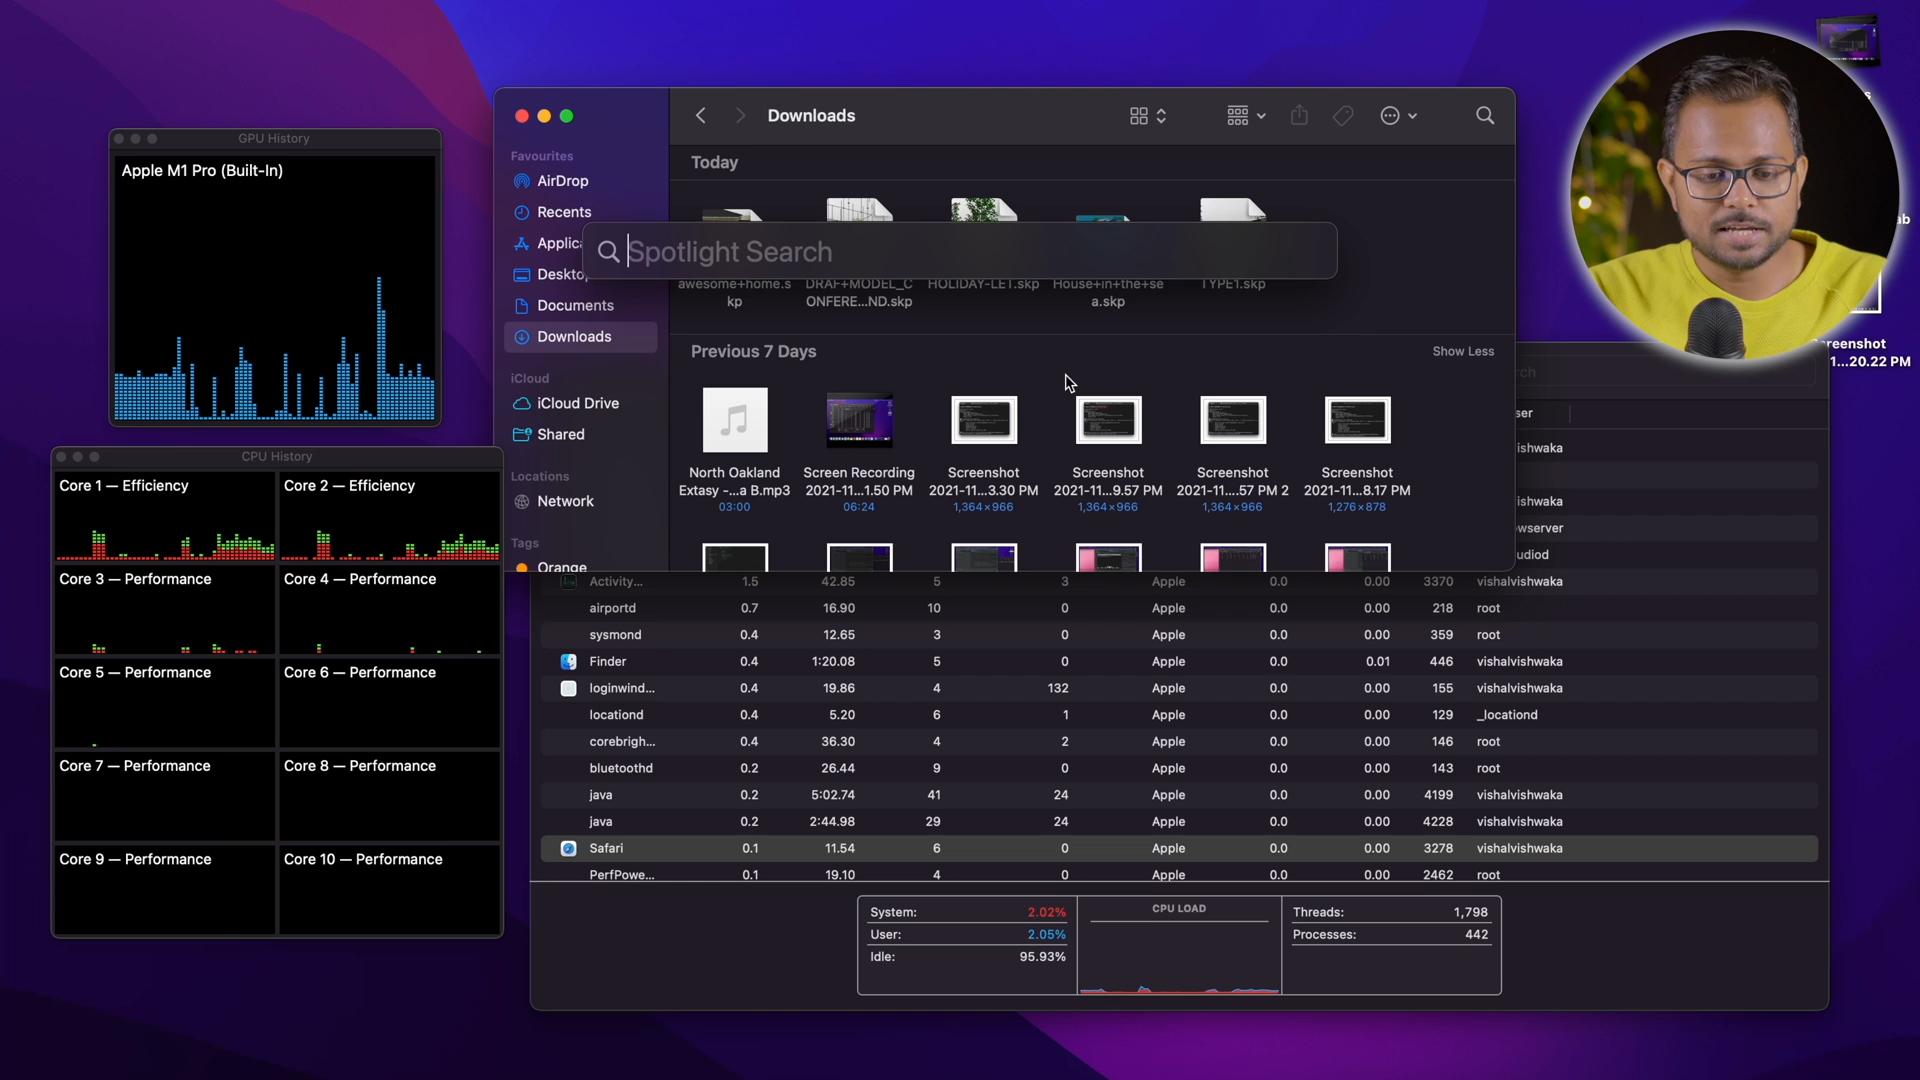 GPU History
Apple M1 Pro (Built-In)
CPU History
Core 1 — Efficiency
Core 2 — Efficiency
Core 3 — Performance
Core 4 — Performance
Core 5 — Performance
Core 6 — Performance
Core 7 — Performance
Core 8 — Performance
Core 9 — Performance
Core 10 — Performance
Favourites
AirDrop
Recents
Applica
Desktop
Documents
Downloads
iCloud
iCloud Drive
Shared
Locations
Network
Tags
Orange
Downloads
Today
Spotlight Search
awesome+home.s
kp
DRAF+MODEL_C
ONFERE...ND.skp
HOLIDAY-LET.skp
House+in+the+se
a.skp
TYPE1.skp
Previous 7 Days
Show Less
North Oakland
Extasy -...a B.mp3
03:00
Screen Recording
2021-11...1.50 PM
06:24
Screenshot
2021-11...3.30 PM
1,364×966
Screenshot
2021-11...9.57 PM
1,364×966
Screenshot
2021-11....57 PM 2
1,364×966
Screenshot
2021-11...8.17 PM
1,276×878
rch
ser
ishwaka
ishwaka
wserver
udiod
Activity... 1.5 42.85 5 3 Apple 0.0 0.00 3370 vishalvishwaka
airportd 0.7 16.90 10 0 Apple 0.0 0.00 218 root
sysmond 0.4 12.65 3 0 Apple 0.0 0.00 359 root
Finder 0.4 1:20.08 5 0 Apple 0.0 0.01 446 vishalvishwaka
loginwind... 0.4 19.86 4 132 Apple 0.0 0.00 155 vishalvishwaka
locationd 0.4 5.20 6 1 Apple 0.0 0.00 129 _locationd
corebrigh... 0.4 36.30 4 2 Apple 0.0 0.00 146 root
bluetoothd 0.2 26.44 9 0 Apple 0.0 0.00 143 root
java 0.2 5:02.74 41 24 Apple 0.0 0.00 4199 vishalvishwaka
java 0.2 2:44.98 29 24 Apple 0.0 0.00 4228 vishalvishwaka
Safari 0.1 11.54 6 0 Apple 0.0 0.00 3278 vishalvishwaka
PerfPowe... 0.1 19.10 4 0 Apple 0.0 0.00 2462 root
System: 2.02%
User: 2.05%
Idle: 95.93%
CPU LOAD
Threads: 1,798
Processes: 442
s
ab
reenshot
1...20.22 PM